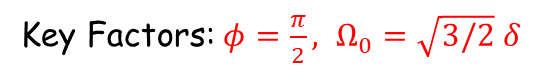 Key Factors: ϕ = π/2, Ω₀ = √3/2 δ